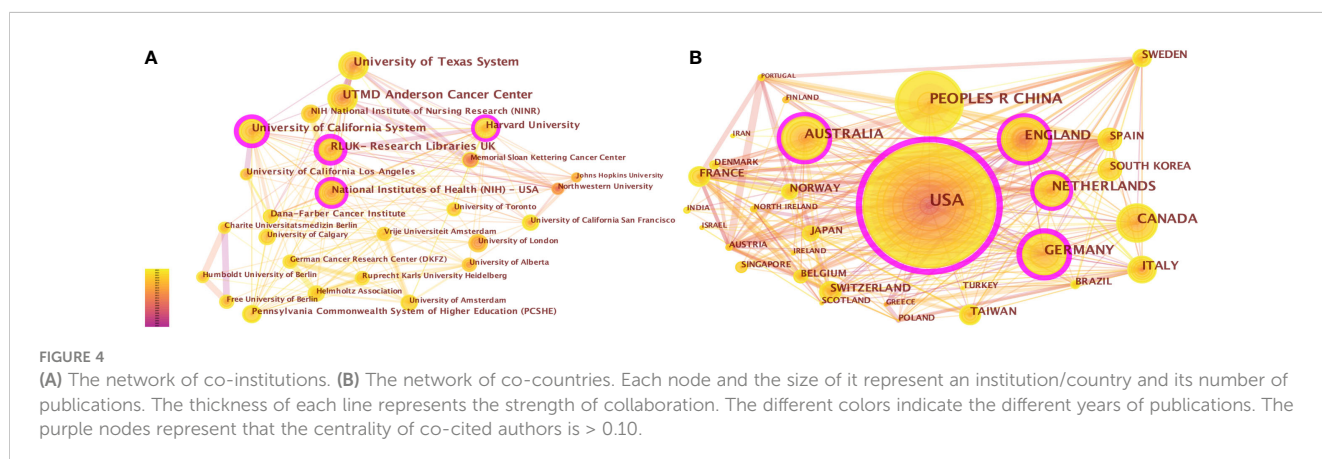 A
University of Texas System
UTMD Anderson Cancer Center
NIH National Institute of Nursing Research (NINR)
University of California System
Harvard University
RLUK- Research Libraries UK
Memorial Sloan Kettering Cancer Center
University of California Los Angeles
Johns Hopkins University
Northwestern University
National Institutes of Health (NIH) - USA
University of Toronto
Dana-Farber Cancer Institute
University of California San Francisco
Charite Universitatsmedizin Berlin
University of Calgary
Vrije Universiteit Amsterdam
University of London
German Cancer Research Center (DKFZ)
University of Alberta
Humboldt University of Berlin
Ruprecht Karls University Heidelberg
Helmholtz Association
Free University of Berlin
University of Amsterdam
Pennsylvania Commonwealth System of Higher Education (PCSHE)
B
SWEDEN
PORTUGAL
FINLAND
PEOPLES R CHINA
IRAN
AUSTRALIA
ENGLAND
SPAIN
DENMARK
FRANCE
SOUTH KOREA
NORWAY
NETHERLANDS
USA
INDIA
NORTH IRELAND
CANADA
ISRAEL
JAPAN
AUSTRIA
IRELAND
GERMANY
SINGAPORE
BELGIUM
ITALY
SWITZERLAND
TURKEY
BRAZIL
SCOTLAND
GREECE
POLAND
TAIWAN
FIGURE 4
(A) The network of co-institutions. (B) The network of co-countries. Each node and the size of it represent an institution/country and its number of
publications. The thickness of each line represents the strength of collaboration. The different colors indicate the different years of publications. The
purple nodes represent that the centrality of co-cited authors is > 0.10.